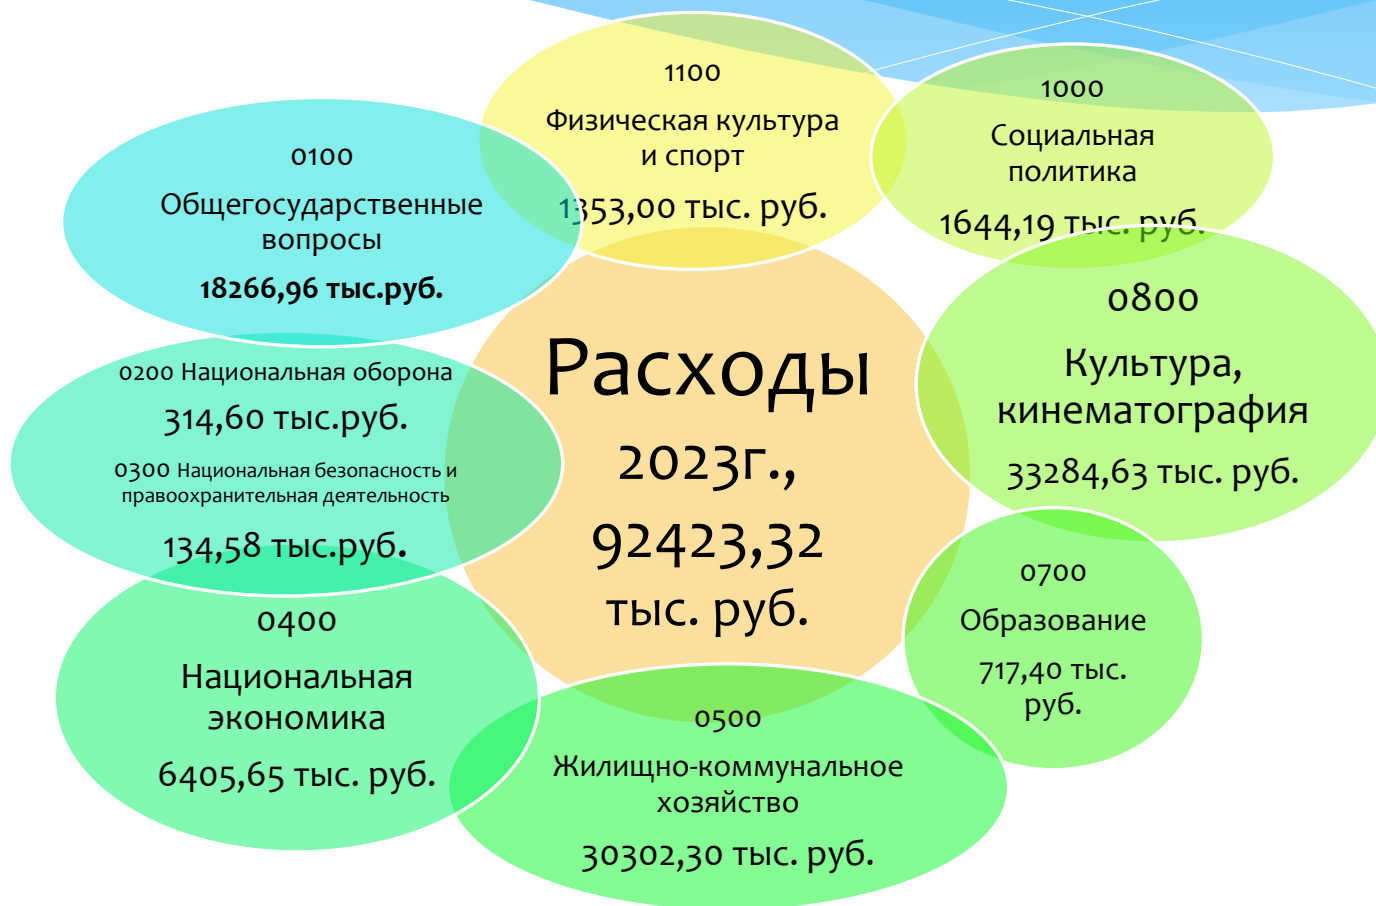 1100
Физическая культура
и спорт
1353,00 тыс. руб.
1000
Социальная
политика
1644,19 тыс. руб.
0100
Общегосударственные
вопросы
18266,96 тыс.руб.
0800
Культура,
кинематография
33284,63 тыс. руб.
Расходы
2023г.,
92423,32
тыс. руб.
0200 Национальная оборона
314,60 тыс.руб.
0300 Национальная безопасность и
правоохранительная деятельность
134,58 тыс.руб.
0700
Образование
717,40 тыс.
руб.
0400
Национальная
экономика
6405,65 тыс. руб.
0500
Жилищно-коммунальное
хозяйство
30302,30 тыс. руб.